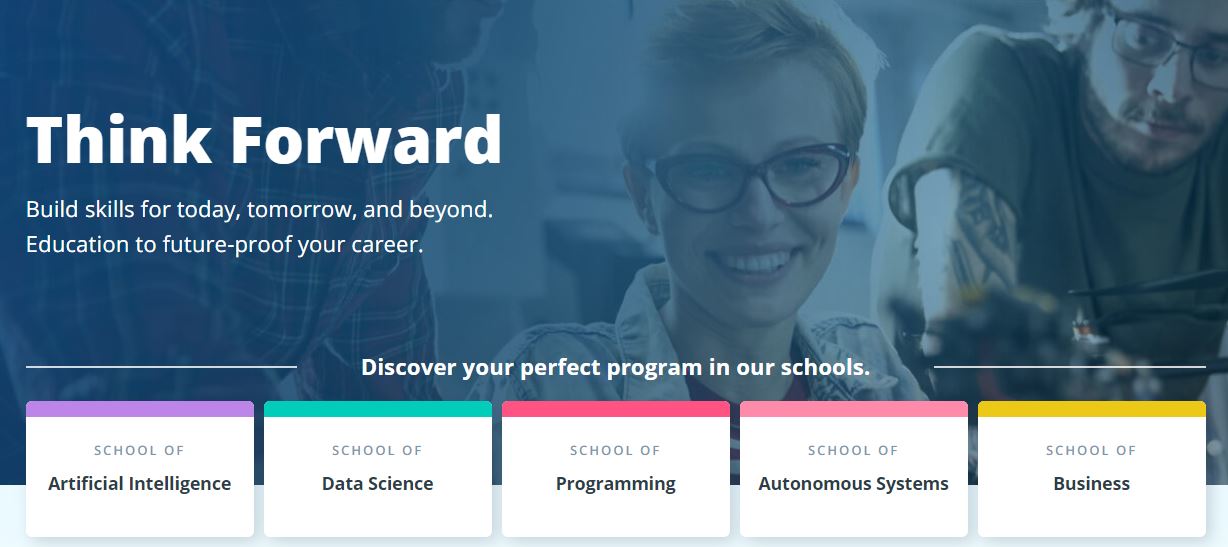 Think Forward
Build skills for today, tomorrow, and beyond.
Education to future-proof your career.
Discover your perfect program in our schools.
SCHOOL OF
Artificial Intelligence
SCHOOL OF
Data Science
SCHOOL OF
Programming
SCHOOL OF
Autonomous Systems
SCHOOL OF
Business